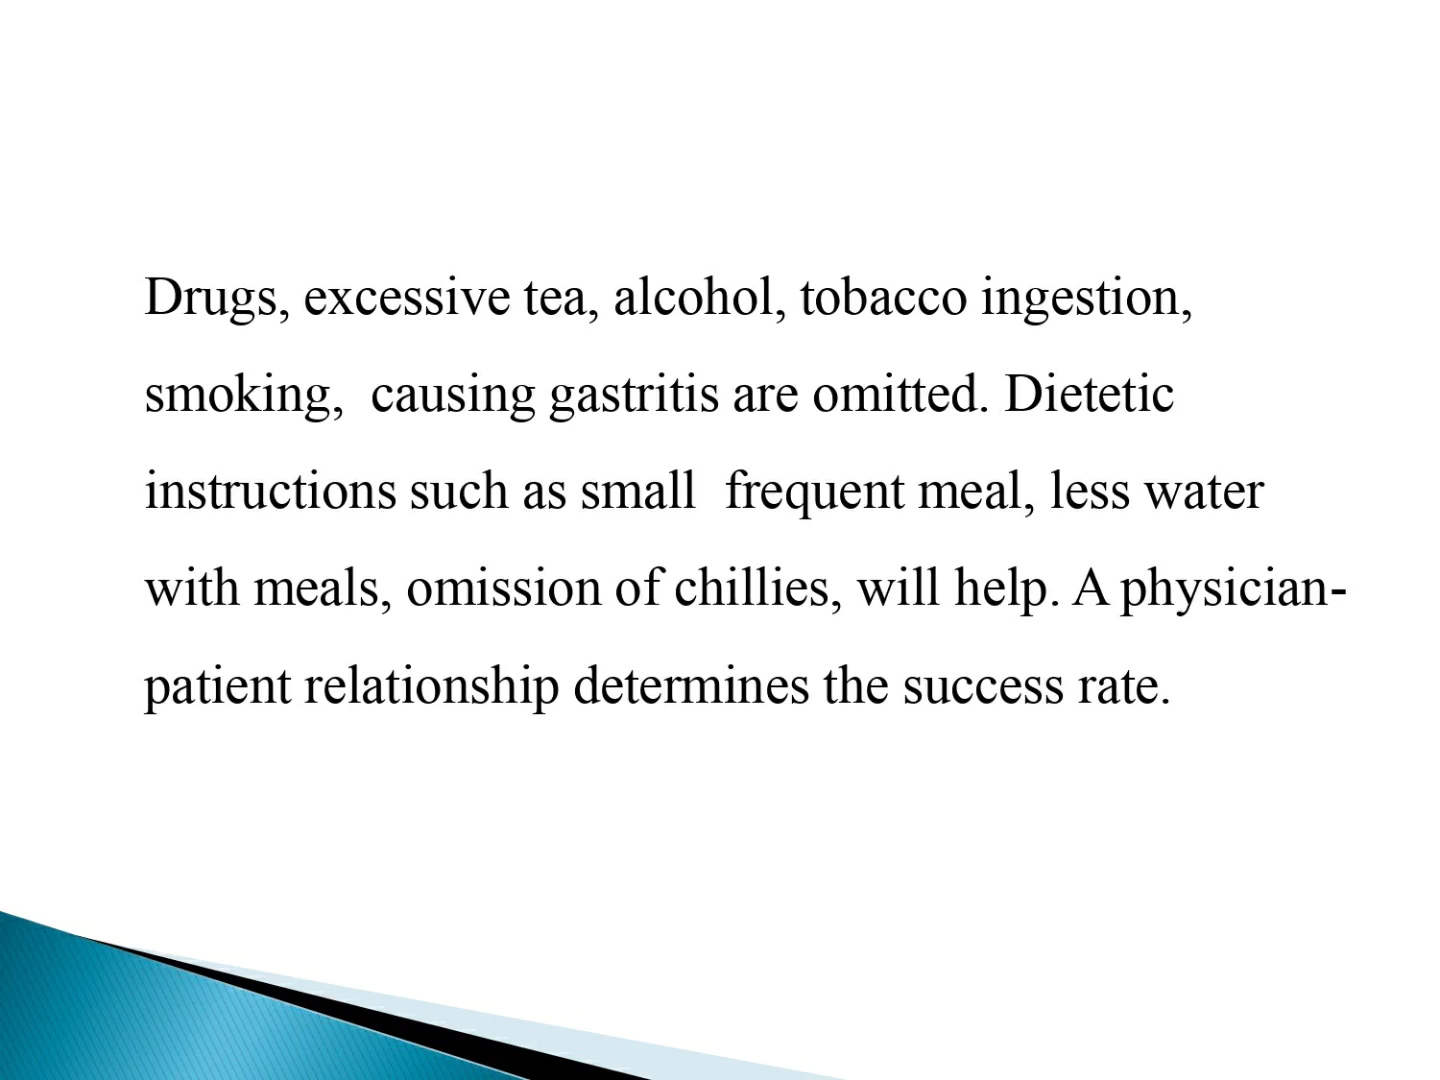 Drugs, excessive tea, alcohol, tobacco ingestion,
smoking,  causing gastritis are omitted. Dietetic
instructions such as small  frequent meal, less water
with meals, omission of chillies, will help. A physician-
patient relationship determines the success rate.